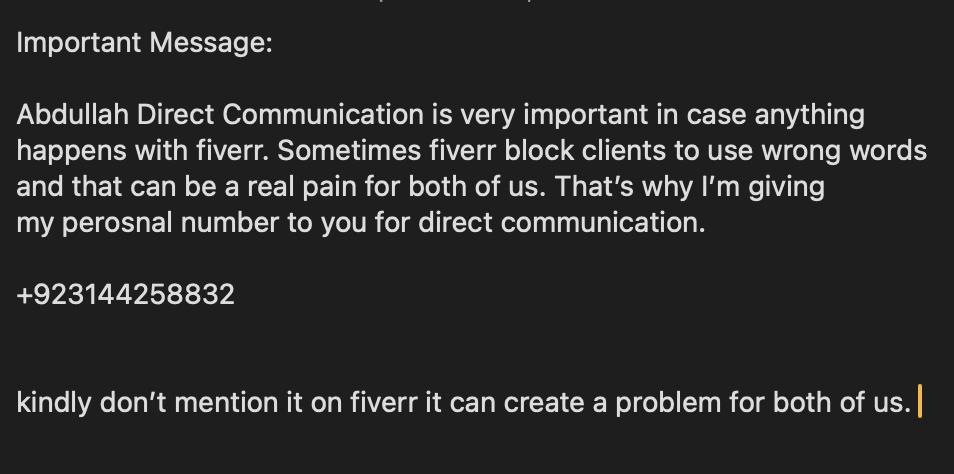 Important Message:
Abdullah Direct Communication is very important in case anything
happens with fiverr. Sometimes fiverr block clients to use wrong words
and that can be a real pain for both of us. That’s why I’m giving
my perosnal number to you for direct communication.
+923144258832
kindly don’t mention it on fiverr it can create a problem for both of us.